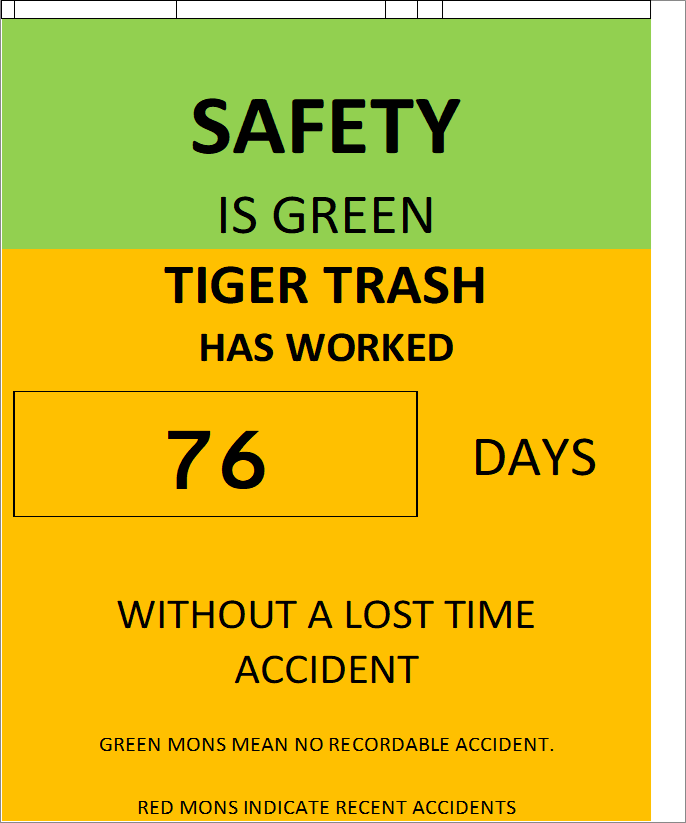 SAFETY
IS GREEN
TIGER TRASH
HAS WORKED
76 DAYS
WITHOUT A LOST TIME
ACCIDENT
GREEN MONS MEAN NO RECORDABLE ACCIDENT.
RED MONS INDICATE RECENT ACCIDENTS